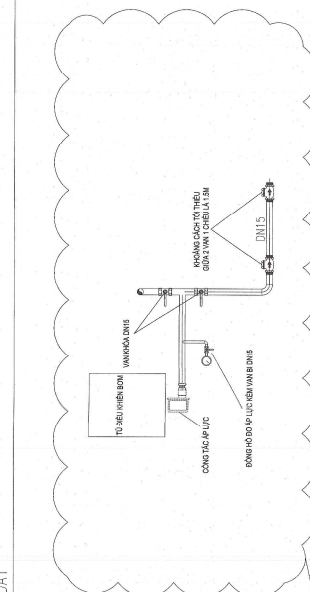 TỦ ĐIỀU KHIỂN BƠM
VAN KHÓA DN15
KHOẢNG CÁCH TỐI THIỂU
GIỮA 2 VAN 1 CHIỀU LÀ 1.5M
DN15
CÔNG TẮC ÁP LỰC
ĐỒNG HỒ ĐO ÁP LỰC KÈM VAN BI DN15